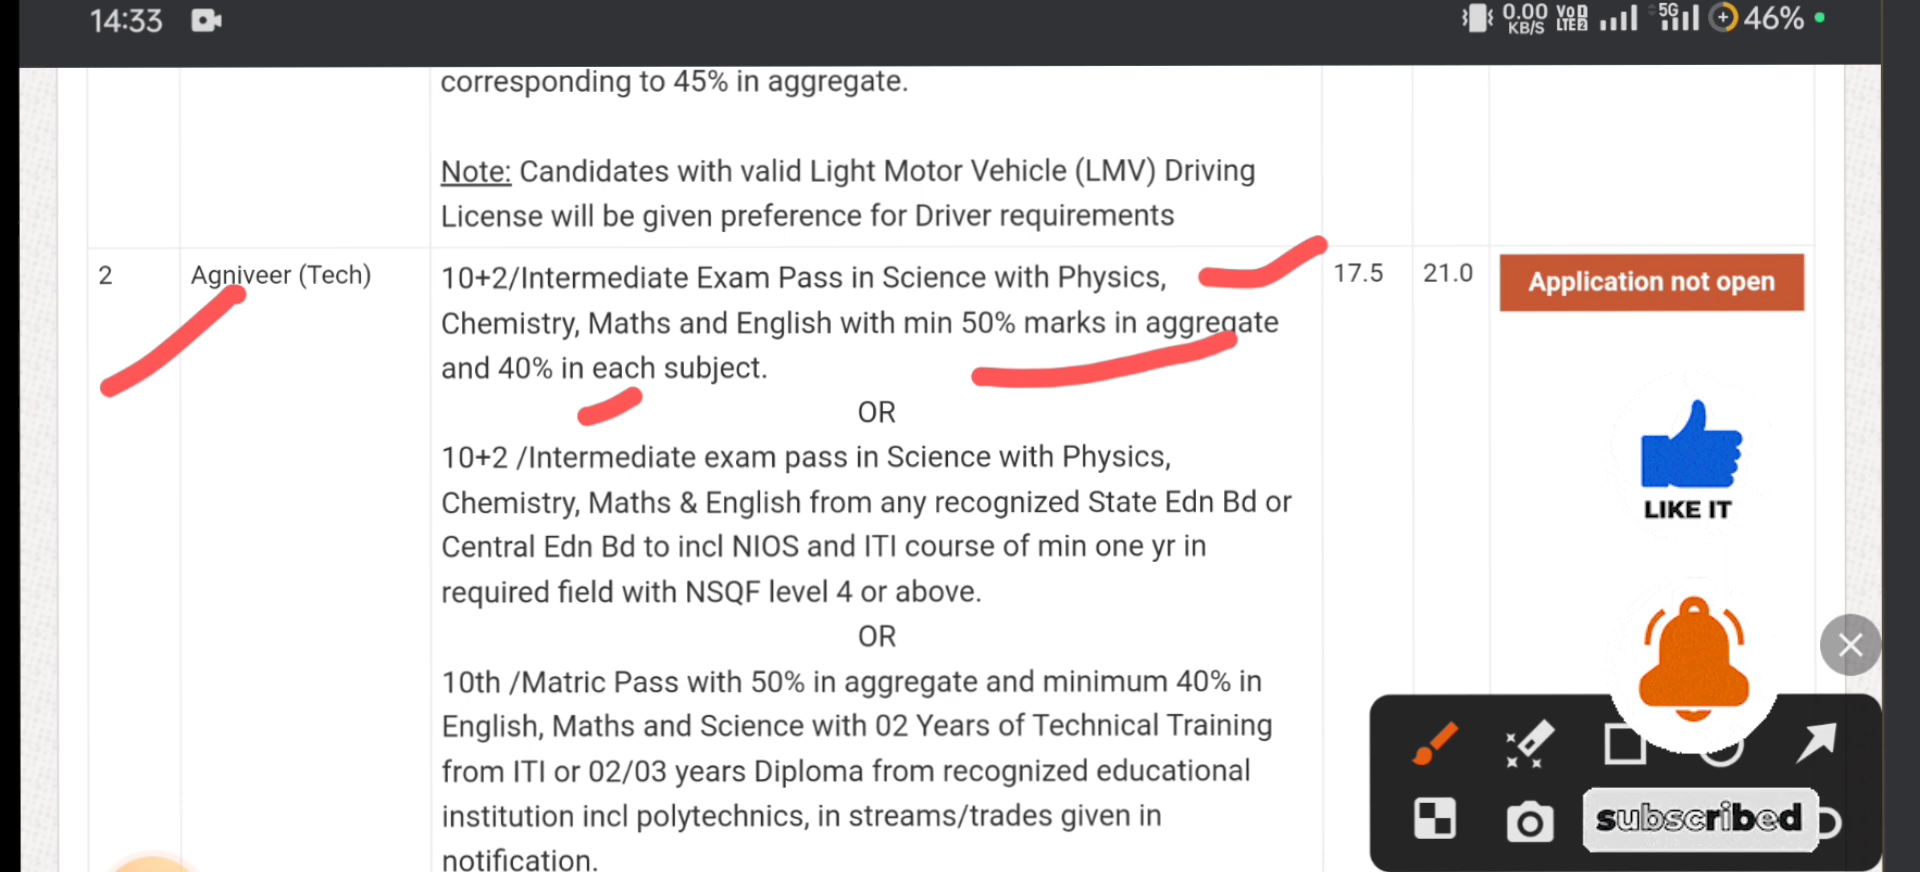 14:33
0.00
KB/S
VoD
LTE2
5G
46%
corresponding to 45% in aggregate.
Note: Candidates with valid Light Motor Vehicle (LMV) Driving
License will be given preference for Driver requirements
2
Agniveer (Tech)
10+2/Intermediate Exam Pass in Science with Physics,
Chemistry, Maths and English with min 50% marks in aggregate
and 40% in each subject.
OR
10+2 /Intermediate exam pass in Science with Physics,
Chemistry, Maths & English from any recognized State Edn Bd or
Central Edn Bd to incl NIOS and ITI course of min one yr in
required field with NSQF level 4 or above.
OR
10th /Matric Pass with 50% in aggregate and minimum 40% in
English, Maths and Science with 02 Years of Technical Training
from ITI or 02/03 years Diploma from recognized educational
institution incl polytechnics, in streams/trades given in
notification.
17.5
21.0
Application not open
LIKE IT
subscribed